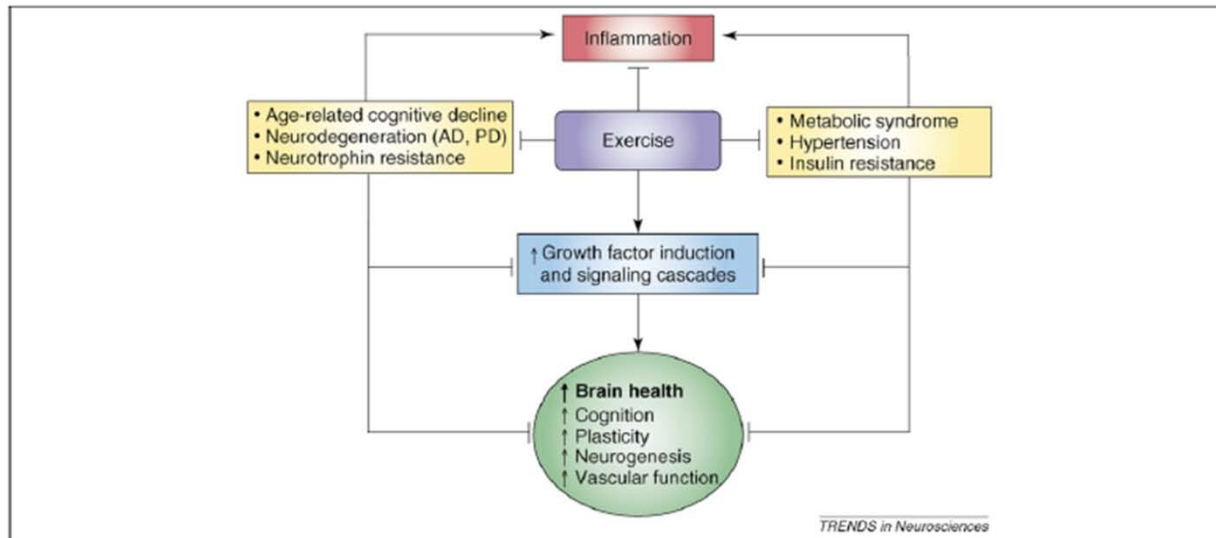 Inflammation
• Age-related cognitive decline
• Neurodegeneration (AD, PD)
• Neurotrophin resistance
Exercise
• Metabolic syndrome
• Hypertension
• Insulin resistance
↑ Growth factor induction
and signaling cascades
↑ Brain health
↑ Cognition
↑ Plasticity
↑ Neurogenesis
↑ Vascular function
TRENDS in Neurosciences